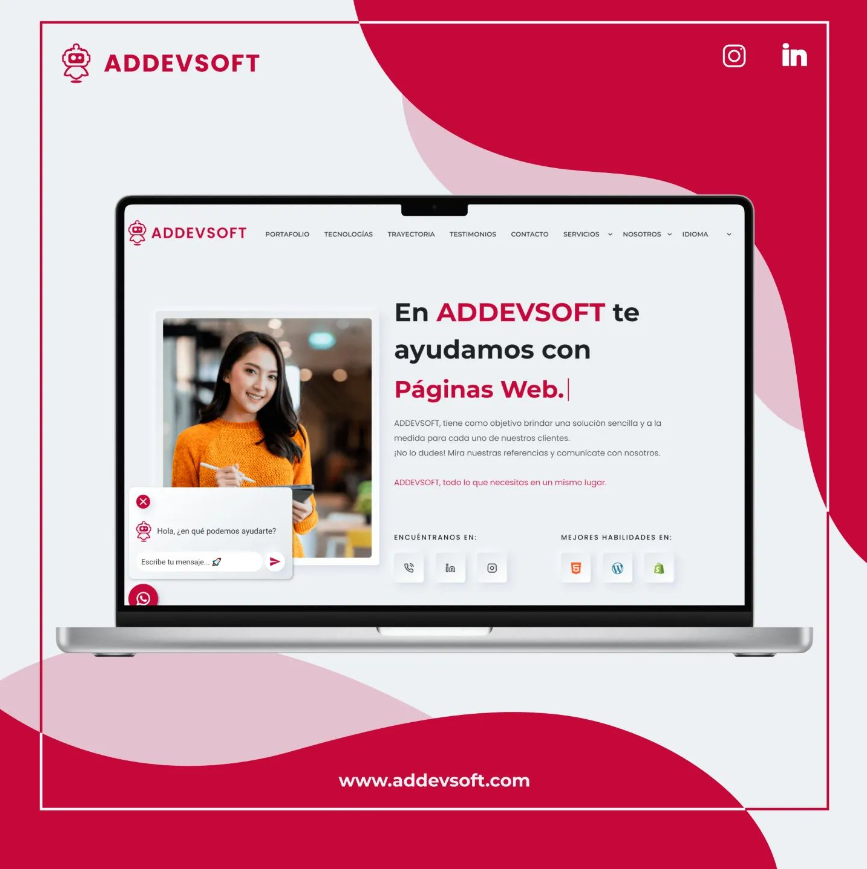 ADDEVSOFT
ADDEVSOFT
PORTAFOLIO
TECNOLOGÍAS
TRAYECTORIA
TESTIMONIOS
CONTACTO
SERVICIOS
NOSOTROS
IDIOMA
En ADDEVSOFT te
ayudamos con
Páginas Web.
ADDEVSOFT, tiene como objetivo brindar una solución sencilla y a la
medida para cada uno de nuestros clientes.
¡No lo dudes! Mira nuestras referencias y comunícate con nosotros.
ADDEVSOFT, todo lo que necesitas en un mismo lugar.
Hola, ¿en qué podemos ayudarte?
Escribe tu mensaje...
ENCUÉNTRANOS EN:
MEJORES HABILIDADES EN:
www.addevsoft.com